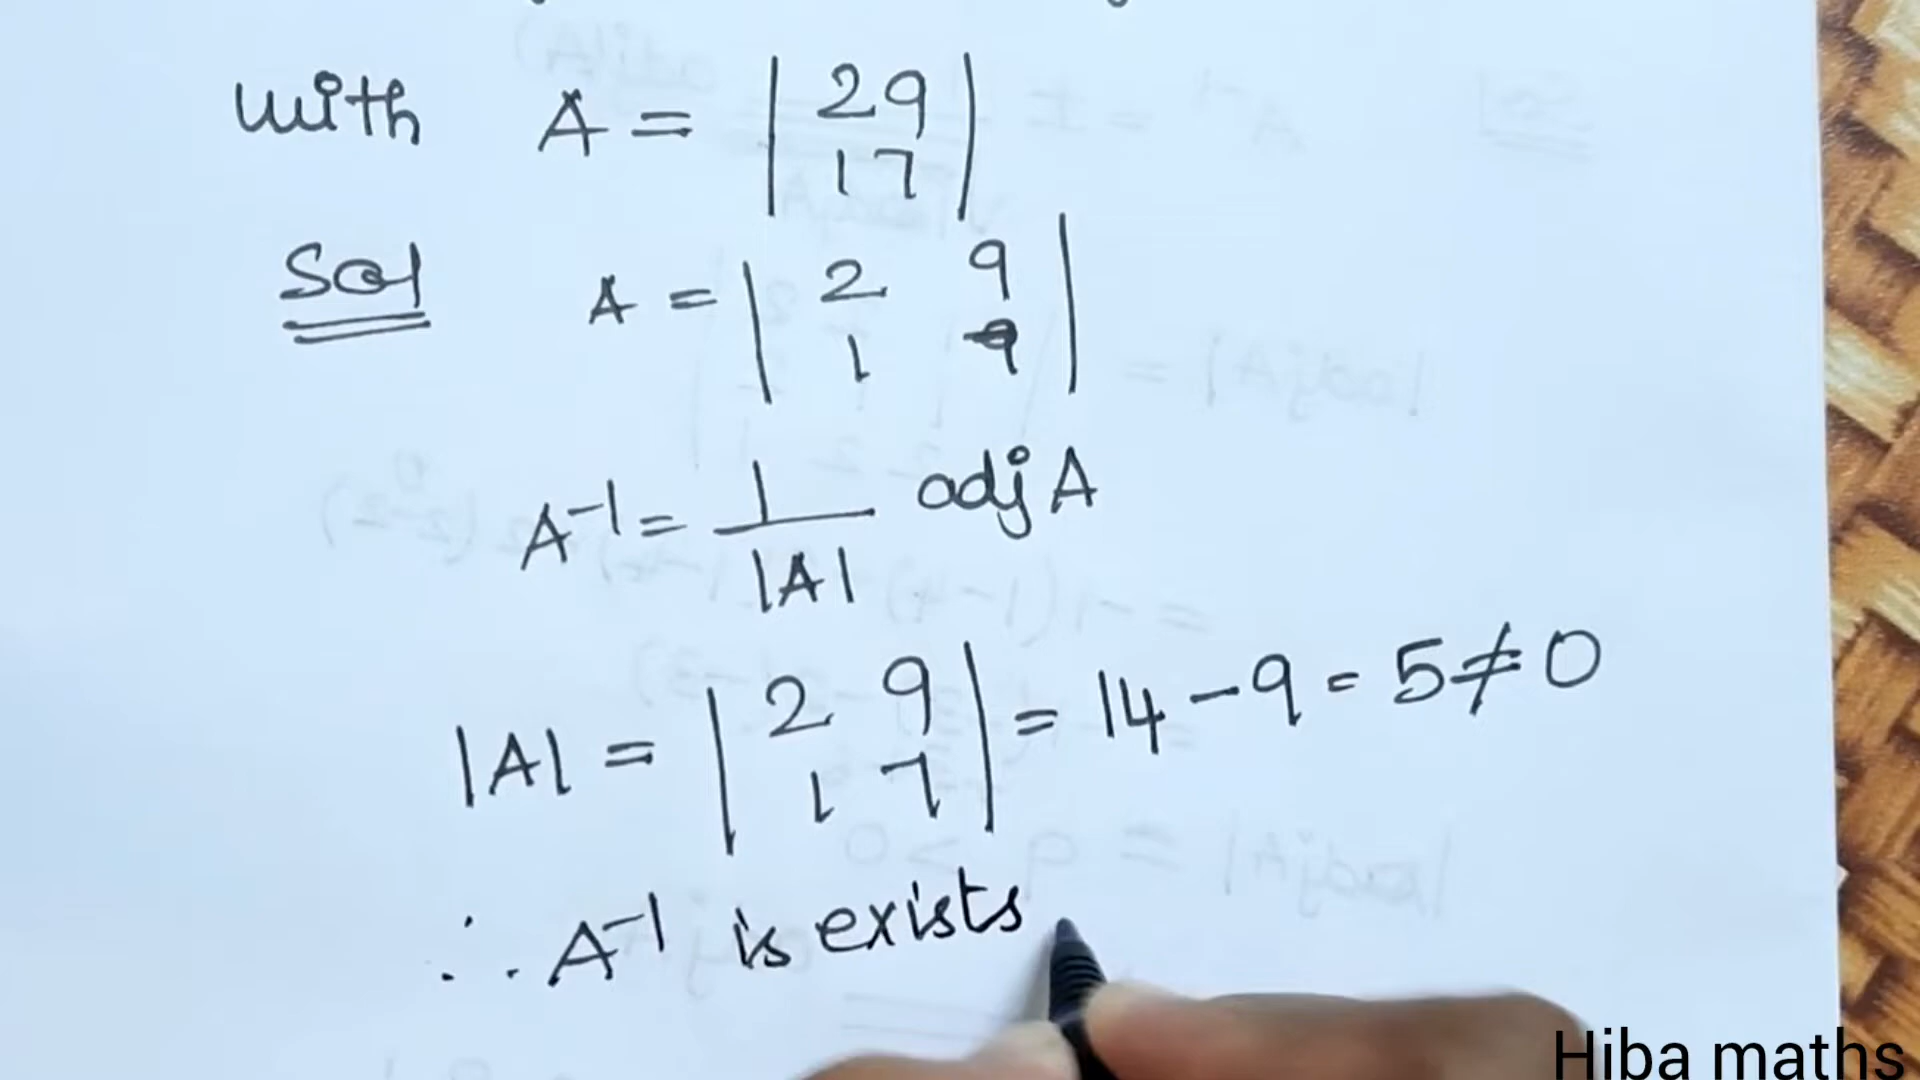 with A = | 2 9 |
| 1 7 |
Sol A = | 2 9 |
| 1 9 |
A⁻¹ = 1 adj A
|A|
|A| = | 2 9 | = 14 - 9 = 5 ≠ 0
| 1 7 |
∴ A⁻¹ is exists
Hiba maths